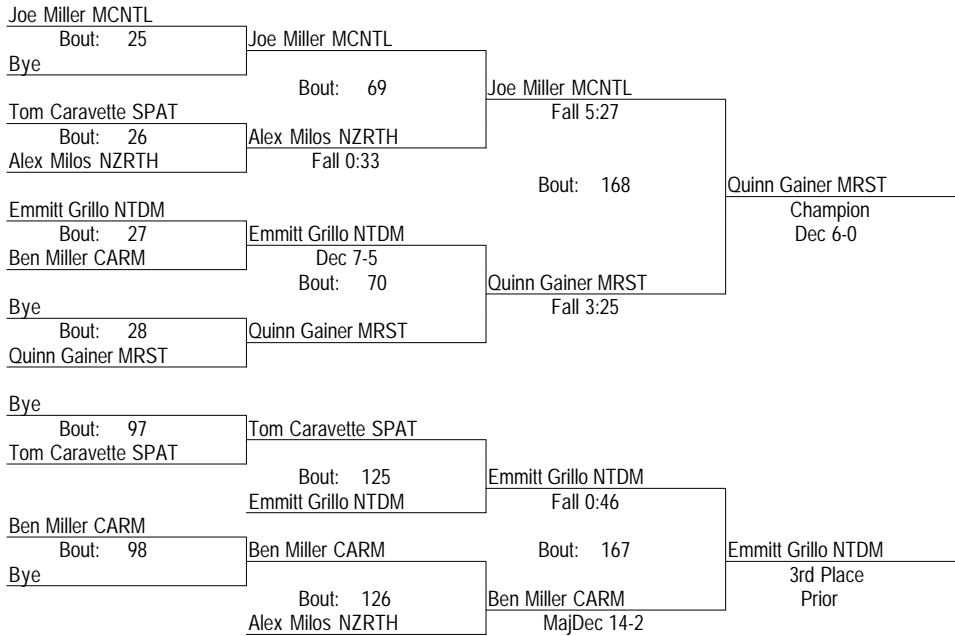 Joe Miller MCNTL
Bout: 25
Joe Miller MCNTL
Bye
Bout: 69
Joe Miller MCNTL
Tom Caravette SPAT
Fall 5:27
Bout: 26
Alex Milos NZRTH
Alex Milos NZRTH
Fall 0:33
Bout: 168
Quinn Gainer MRST
Emmitt Grillo NTDM
Champion
Bout: 27
Emmitt Grillo NTDM
Dec 6-0
Ben Miller CARM
Dec 7-5
Bout: 70
Quinn Gainer MRST
Bye
Fall 3:25
Bout: 28
Quinn Gainer MRST
Quinn Gainer MRST
Bye
Bout: 97
Tom Caravette SPAT
Tom Caravette SPAT
Bout: 125
Emmitt Grillo NTDM
Emmitt Grillo NTDM
Fall 0:46
Ben Miller CARM
Bout: 98
Ben Miller CARM
Bout: 167
Emmitt Grillo NTDM
Bye
3rd Place
Bout: 126
Ben Miller CARM
Prior
Alex Milos NZRTH
MajDec 14-2